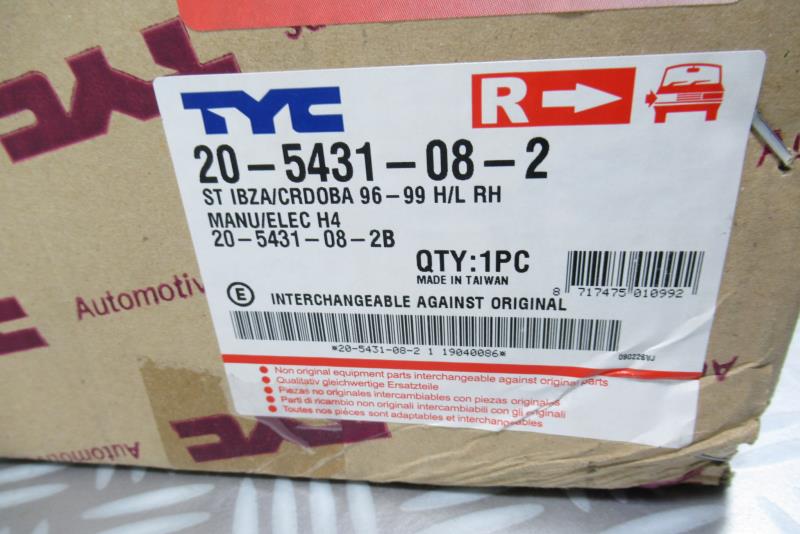 TYC
R
20-5431-08-2
ST IBZA/CRDOBA 96-99 H/L RH
MANU/ELEC H4
20-5431-08-2B
QTY:1PC
MADE IN TAIWAN
8 717475 010992
E INTERCHANGEABLE AGAINST ORIGINAL
*20-5431-08-2 1 19040086*
Non original equipment parts interchangeable against original parts
Qualitativ gleichwertige Ersatzteile
Piezas no originales intercambiables con piezas originales
Parti di ricambio non originali intercambiabili con gli originali
Toutes nos pièces sont adaptables et interchangeables
TYC
Automotiv
TYC
Automotiv